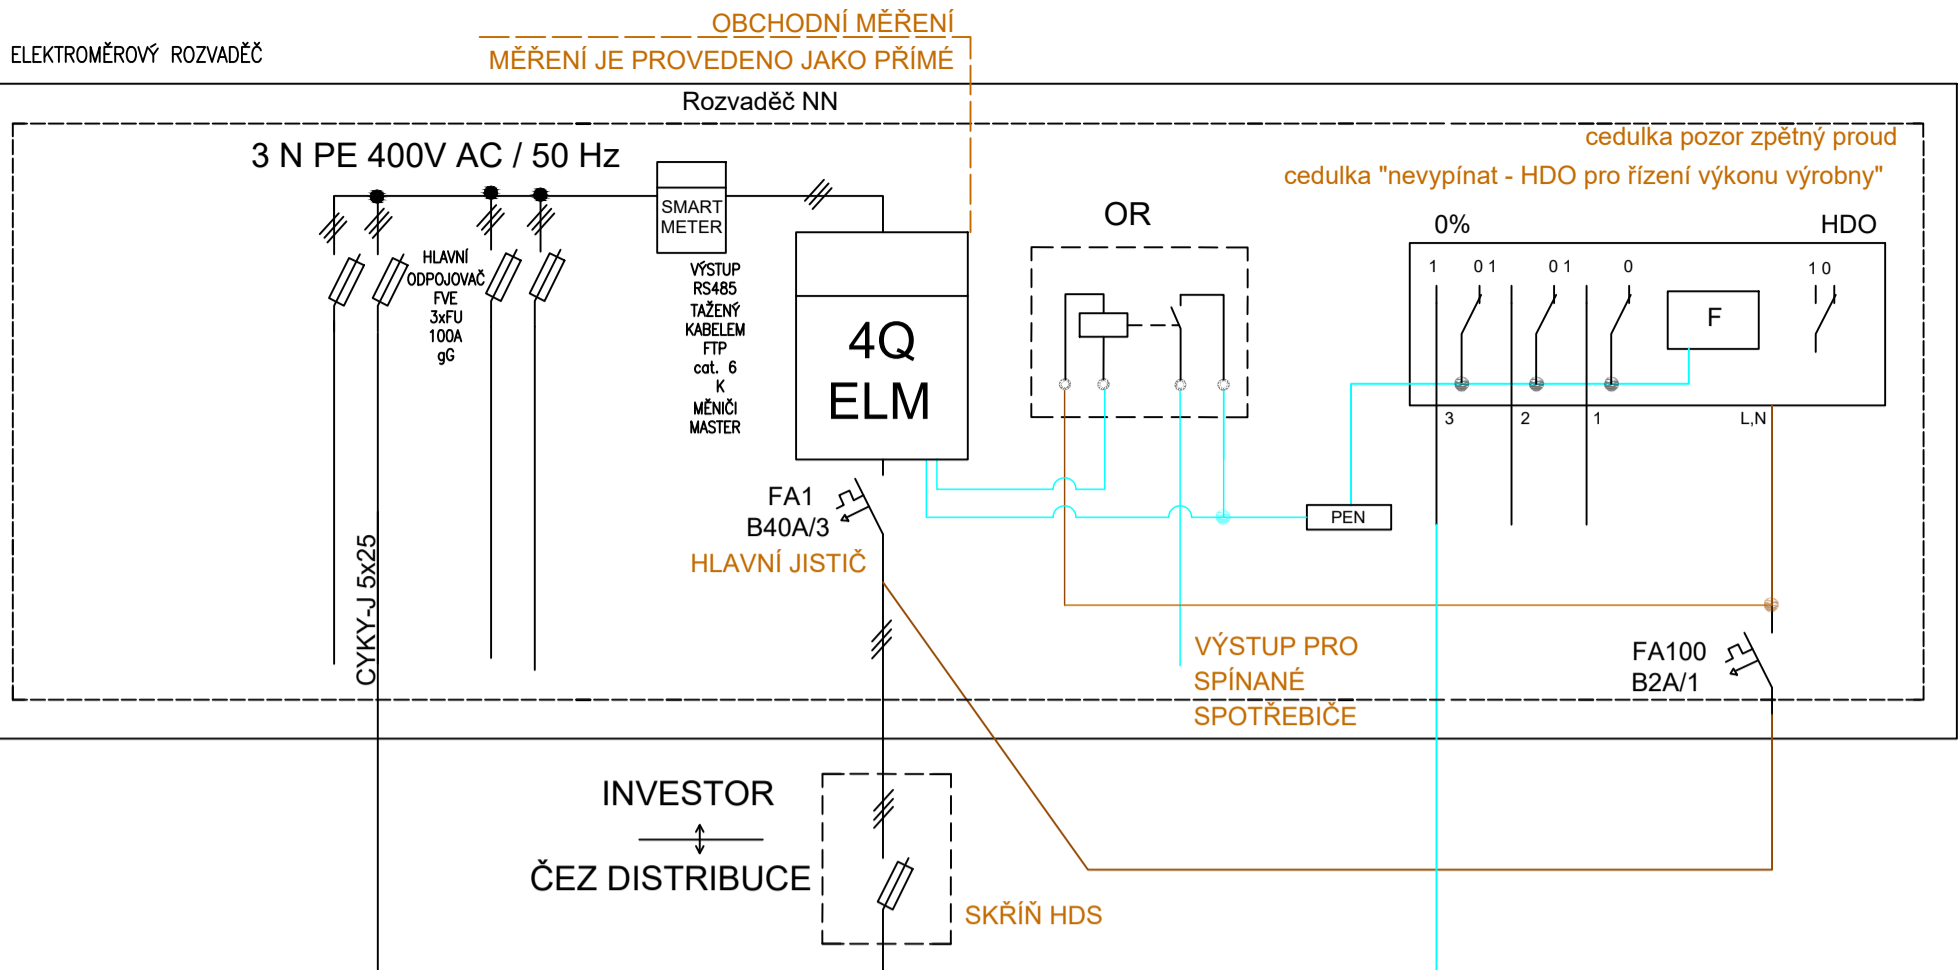 OBCHODNÍ MĚŘENÍ
ELEKTROMĚROVÝ ROZVADĚČ
MĚŘENÍ JE PROVEDENO JAKO PŘÍMÉ
Rozvaděč NN
cedulka pozor zpětný proud
3 N PE 400V AC / 50 Hz
cedulka "nevypínat - HDO pro řízení výkonu výrobny"
SMART
METER
OR
0%
HDO
HLAVNÍ
ODPOJOVAČ
FVE
3xFU
100A
gG
VÝSTUP
RS485
TAŽENÝ
KABELEM
FTP
cat. 6
K
MĚNIČI
MASTER
4Q
ELM
1 0 1 0 1 0 1 0
F
3 2 1 L,N
FA1
B40A/3
HLAVNÍ JISTIČ
PEN
CYKY-J 5x25
VÝSTUP PRO
SPÍNANÉ
SPOTŘEBIČE
FA100
B2A/1
INVESTOR
ČEZ DISTRIBUCE
SKŘÍŇ HDS